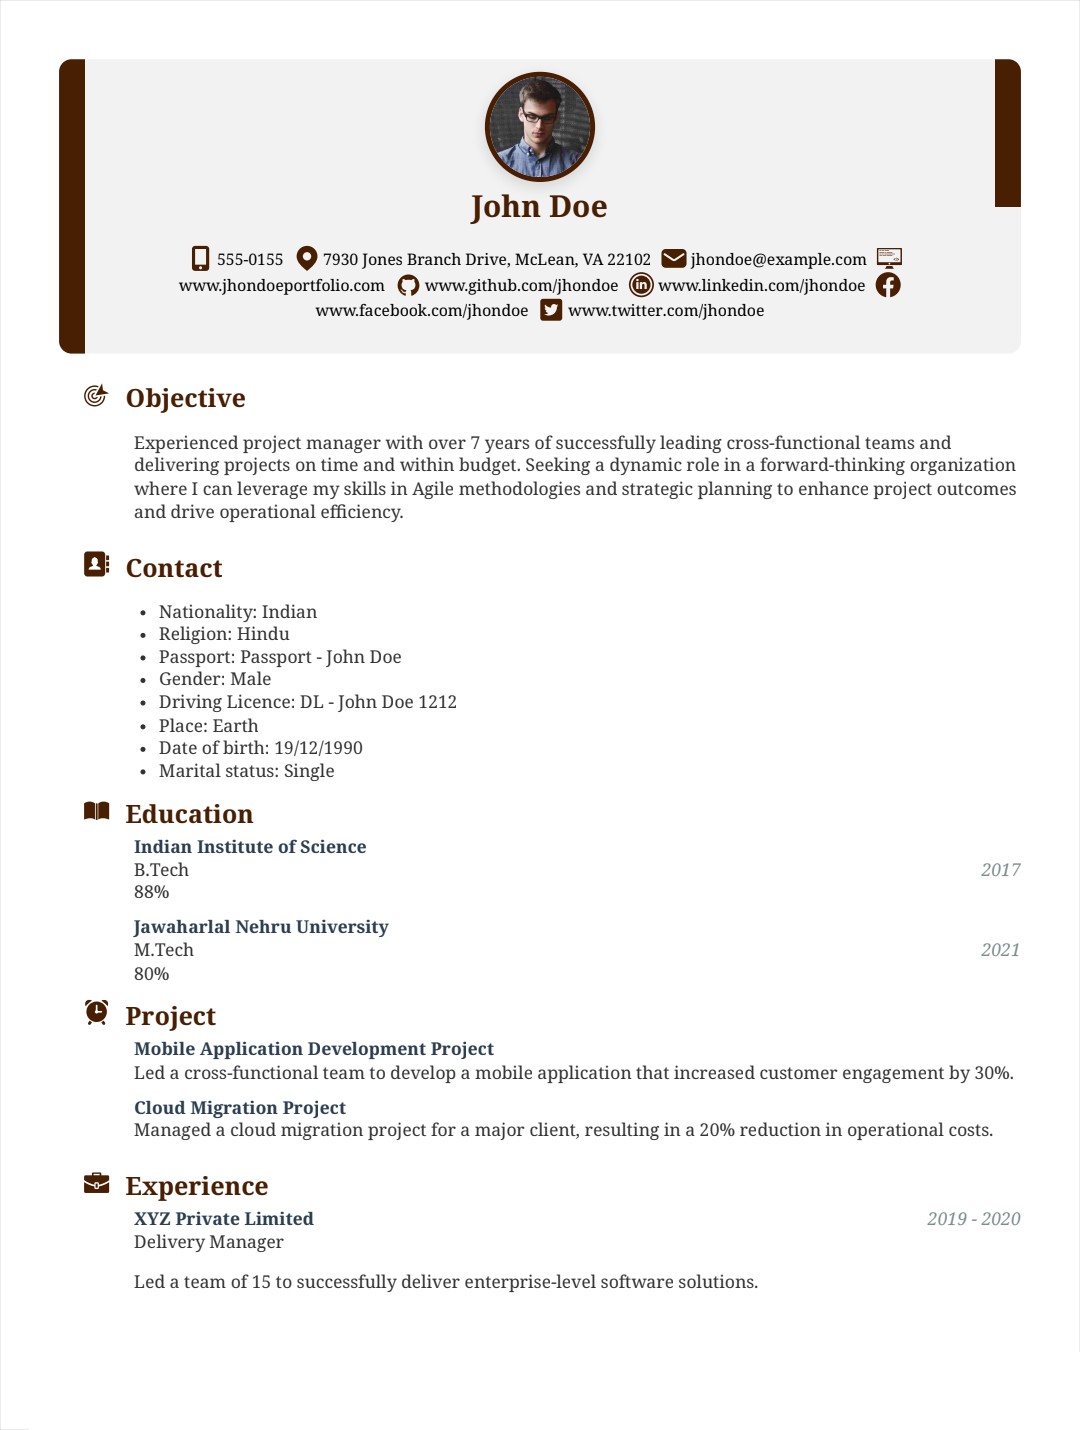 John Doe
555-0155 7930 Jones Branch Drive, McLean, VA 22102 jhondoe@example.com
www.jhondoeportfolio.com www.github.com/jhondoe www.linkedin.com/jhondoe
www.facebook.com/jhondoe www.twitter.com/jhondoe
Objective
Experienced project manager with over 7 years of successfully leading cross-functional teams and
delivering projects on time and within budget. Seeking a dynamic role in a forward-thinking organization
where I can leverage my skills in Agile methodologies and strategic planning to enhance project outcomes
and drive operational efficiency.
Contact
• Nationality: Indian
• Religion: Hindu
• Passport: Passport - John Doe
• Gender: Male
• Driving Licence: DL - John Doe 1212
• Place: Earth
• Date of birth: 19/12/1990
• Marital status: Single
Education
Indian Institute of Science
B.Tech 2017
88%
Jawaharlal Nehru University
M.Tech 2021
80%
Project
Mobile Application Development Project
Led a cross-functional team to develop a mobile application that increased customer engagement by 30%.
Cloud Migration Project
Managed a cloud migration project for a major client, resulting in a 20% reduction in operational costs.
Experience
XYZ Private Limited 2019 - 2020
Delivery Manager
Led a team of 15 to successfully deliver enterprise-level software solutions.